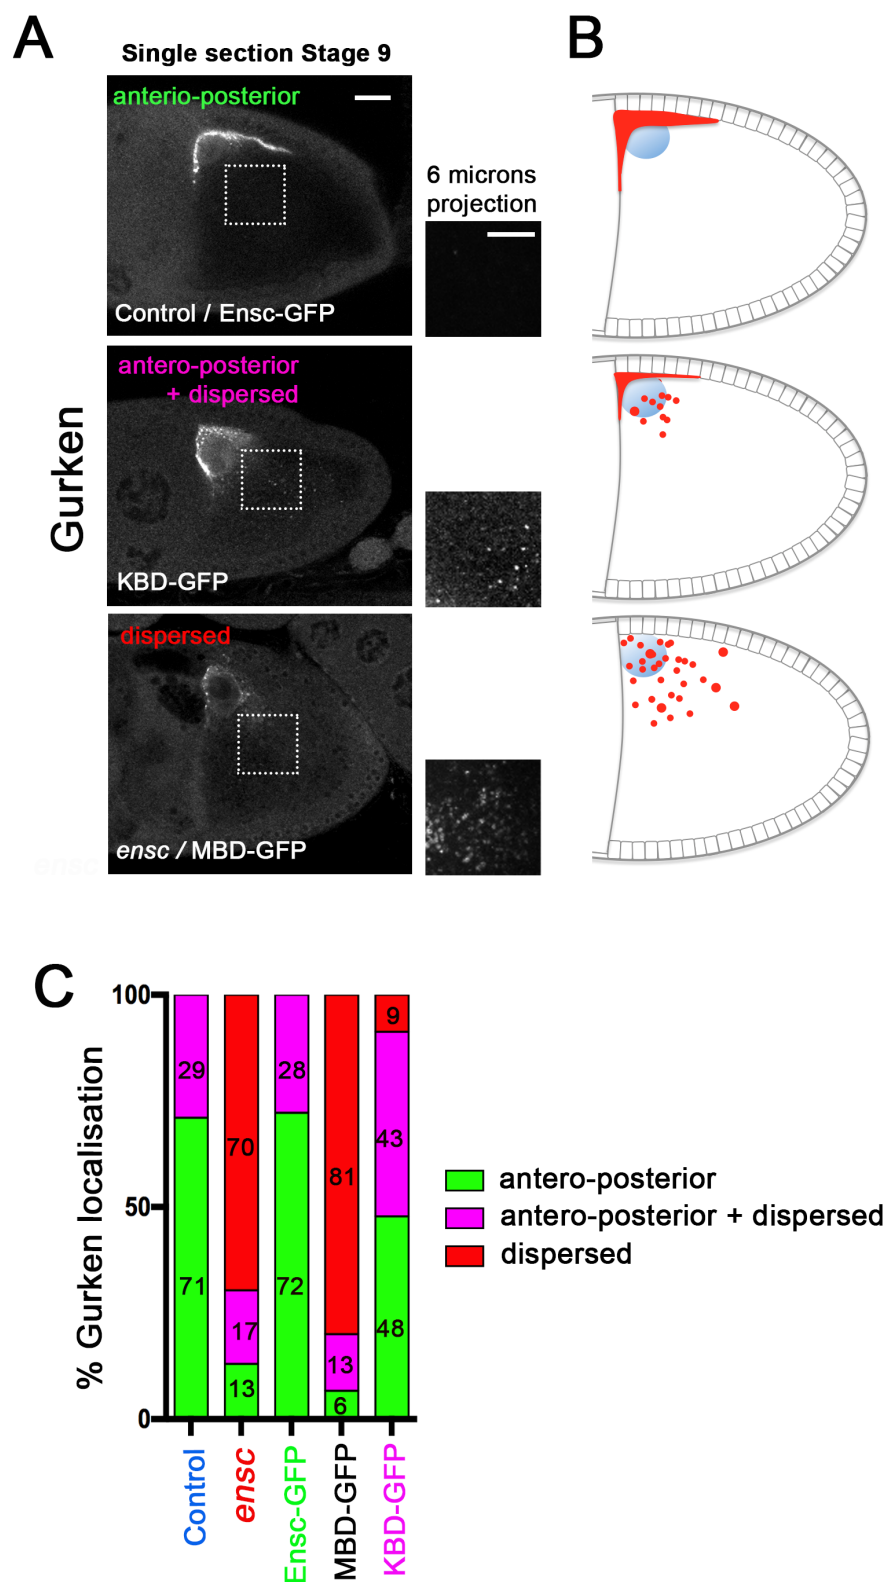 A
B
Single section Stage 9
anterio-posterior
6 microns
projection
Control / Ensc-GFP
antero-posterior
+ dispersed
Gurken
KBD-GFP
dispersed
ensc / MBD-GFP
C
% Gurken localisation
100
50
0
29
71
70
17
13
28
72
81
13
6
9
43
48
antero-posterior
antero-posterior + dispersed
dispersed
Control
ensc
Ensc-GFP
MBD-GFP
KBD-GFP